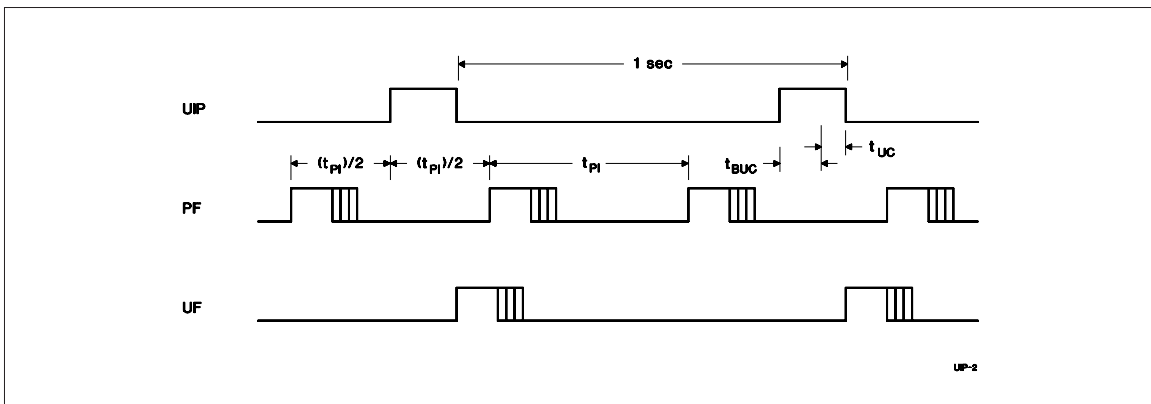 1 sec
UIP
(tPI)/2
(tPI)/2
tPI
tBUC
tUC
PF
UF
UIP-2